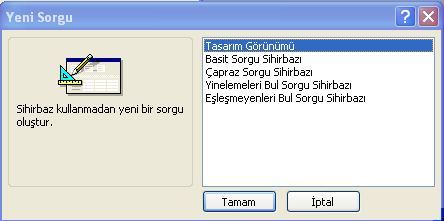 Yeni Sorgu
Sihirbaz kullanmadan yeni bir sorgu
oluştur.
Tasarım Görünümü
Basit Sorgu Sihirbazı
Çapraz Sorgu Sihirbazı
Yinelemeleri Bul Sorgu Sihirbazı
Eşleşmeyenleri Bul Sorgu Sihirbazı
Tamam
İptal